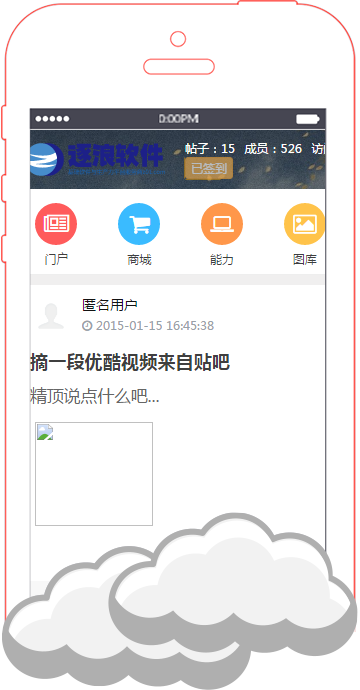 0:00PM
逐浪软件
帖子：15 成员：526 访
已签到
门户 商城 能力 图库
匿名用户
2015-01-15 16:45:38
摘一段优酷视频来自贴吧
精顶说点什么吧...